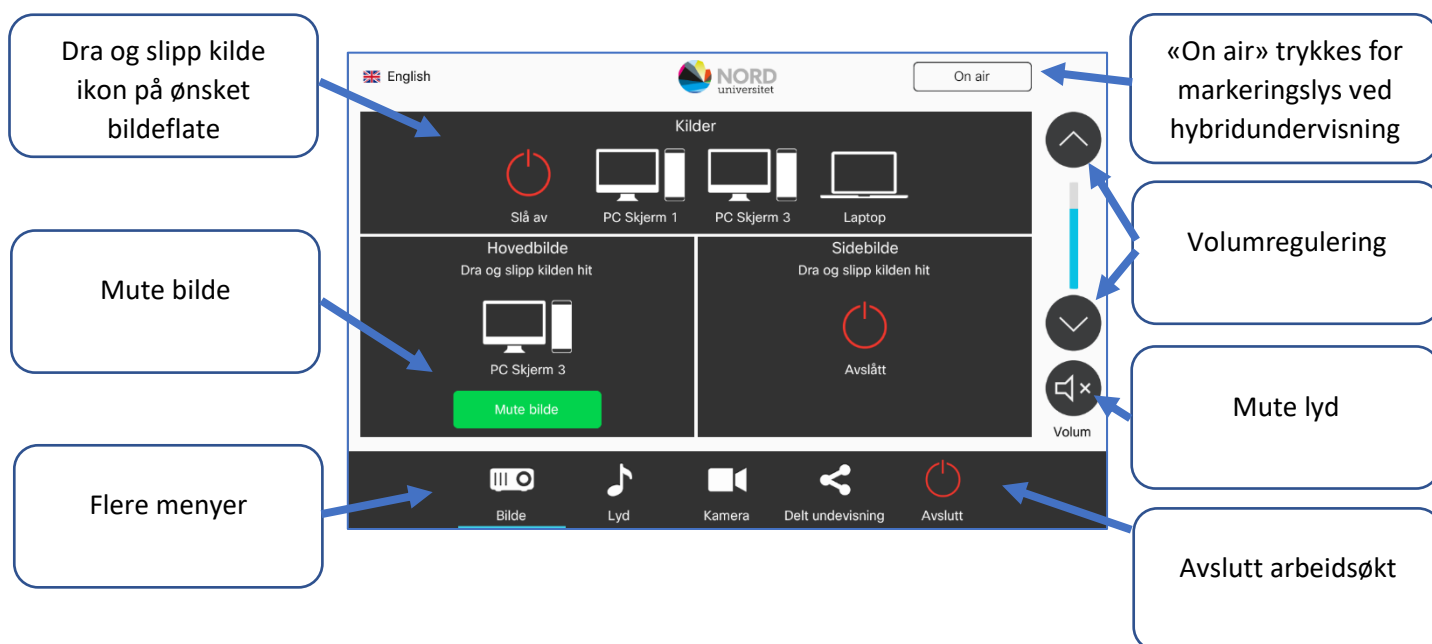 Dra og slipp kilde
ikon på ønsket
bildeflate
Mute bilde
Flere menyer
English
NORD
universitet
On air
Kilder
Slå av
PC Skjerm 1
PC Skjerm 3
Laptop
Hovedbilde
Dra og slipp kilden hit
PC Skjerm 3
Mute bilde
Sidebilde
Dra og slipp kilden hit
Avslått
Volum
Bilde
Lyd
Kamera
Delt undevisning
Avslutt
«On air» trykkes for
markeringslys ved
hybridundervisning
Volumregulering
Mute lyd
Avslutt arbeidsøkt